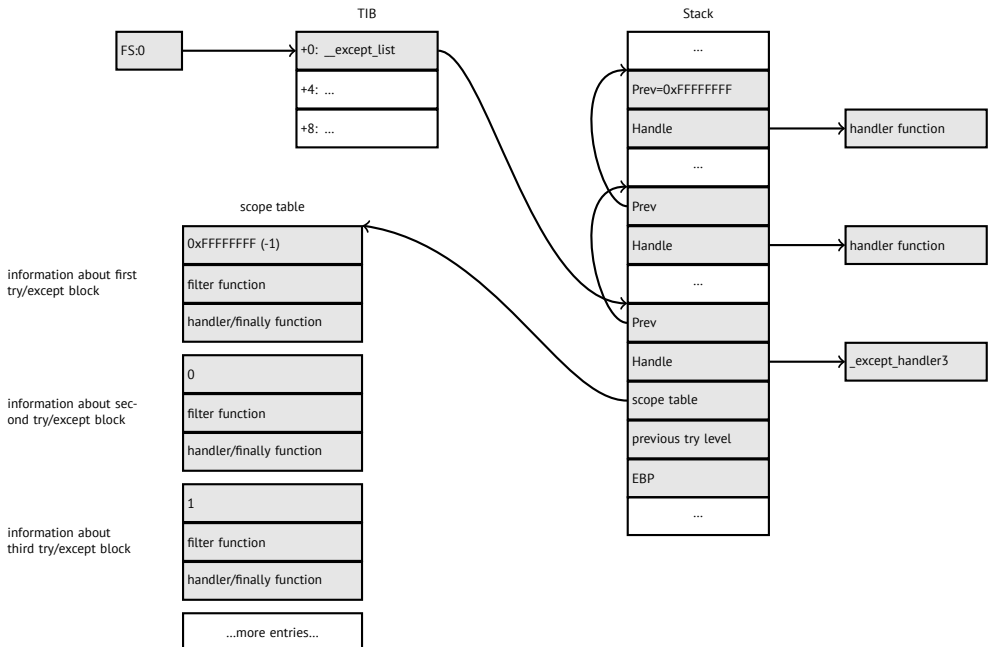 TIB
FS:0
+0: __except_list
+4: ...
+8: ...
Stack
...
Prev=0xFFFFFFFF
Handle
handler function
...
Prev
Handle
handler function
...
Prev
Handle
_except_handler3
scope table
previous try level
EBP
...
scope table
information about first
try/except block
0xFFFFFFFF (-1)
filter function
handler/finally function
information about sec-
ond try/except block
0
filter function
handler/finally function
information about
third try/except block
1
filter function
handler/finally function
...more entries...